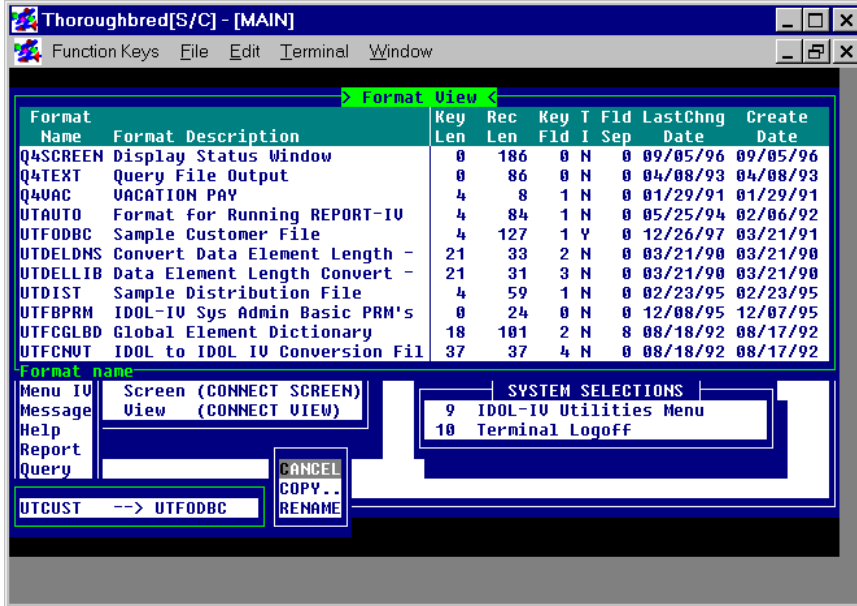 Thoroughbred[S/C] - [MAIN]
Function Keys File Edit Terminal Window
> Format View <
Format Key Rec Key T Fld LastChng Create
Name Format Description Len Len Fld I Sep Date Date
Q4SCREEN Display Status Window 0 186 0 N 0 09/05/96 09/05/96
Q4TEXT Query File Output 0 86 0 N 0 04/08/93 04/08/93
Q4VAC VACATION PAY 4 8 1 N 0 01/29/91 01/29/91
UTAUTO Format for Running REPORT-IV 4 84 1 N 0 05/25/94 02/06/92
UTFODBC Sample Customer File 4 127 1 Y 0 12/26/97 03/21/91
UTDELDNS Convert Data Element Length - 21 33 2 N 0 03/21/90 03/21/90
UTDELLIB Data Element Length Convert - 21 31 3 N 0 03/21/90 03/21/90
UTDIST Sample Distribution File 4 59 1 N 0 02/23/95 02/23/95
UTFBPRM IDOL-IV Sys Admin Basic PRM's 0 24 0 N 0 12/08/95 12/07/95
UTFCGLBD Global Element Dictionary 18 101 2 N 8 08/18/92 08/17/92
UTFCNVT IDOL to IDOL IV Conversion Fil 37 37 4 N 0 08/18/92 08/17/92
Format name
Menu IV Screen (CONNECT SCREEN) SYSTEM SELECTIONS
Message View (CONNECT VIEW) 9 IDOL-IV Utilities Menu
Help 10 Terminal Logoff
Report
Query CANCEL
COPY..
UTCUST --> UTFODBC RENAME